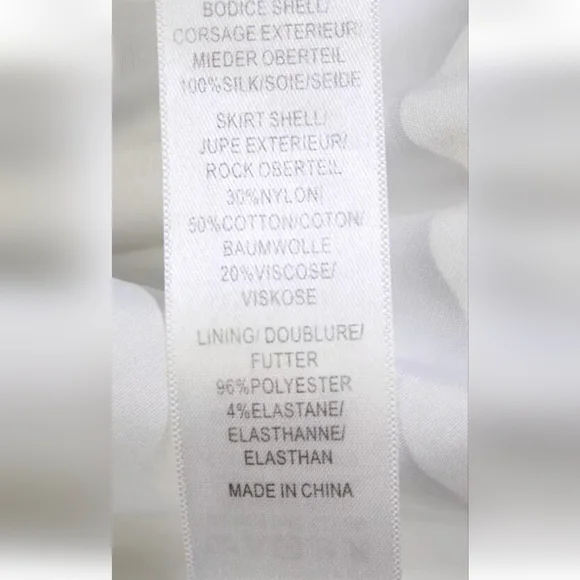 BODICE SHELL/
CORSAGE EXTERIEUR/
MIEDER OBERTEIL
100%SILK/SOIE/SEIDE
SKIRT SHELL/
JUPE EXTERIEUR/
ROCK OBERTEIL
30%NYLON/
50%COTTON/COTON/
BAUMWOLLE
20%VISCOSE/
VISKOSE
LINING/ DOUBLURE/
FUTTER
96%POLYESTER
4%ELASTANE/
ELASTHANNE/
ELASTHAN
MADE IN CHINA